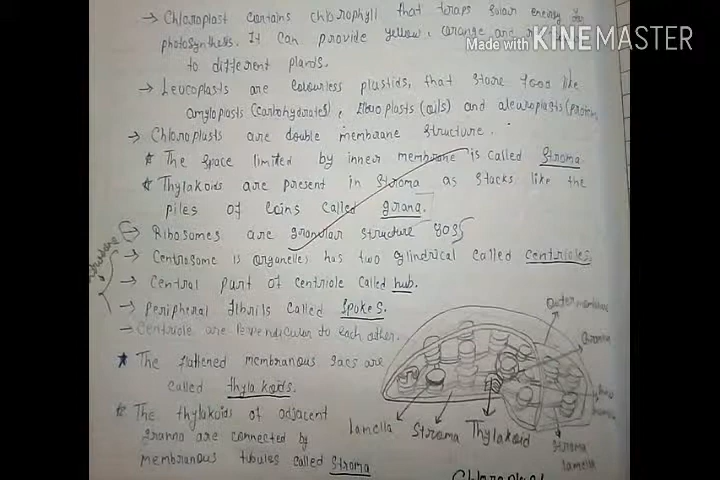 → Chloroplast contains chlorophyll that traps solar energy for
photosynthesis. It can provide yellow, orange and
to different plands.
Made with KINEMASTER
→ Leucoplasts are colourless plastids, that store food like
amyloplasts (carbohydrates), Elaioplasts (oils) and aleuroplasts (protein
→ Chloroplasts are double membrane structure.
* The space limited by inner membrane is called Stroma
* Thylakoids are present in stroma as stacks like the
piles of coins called grana.
→ Ribosomes are granular structure
→ Centrosome is organelle has two cylindrical called centrioles.
→ Central part of centriole called hub.
→ Peripheral fibrils called spokes.
→ Centriole are to each other.
* The flattened membranous sacs are
called thylakoids.
* The thylakoids of adjacent
granna are connected by
membranous tubules called Stroma
Outer membrane
Granna
Lamella
Stroma
Thylakoid
Stroma
lamella